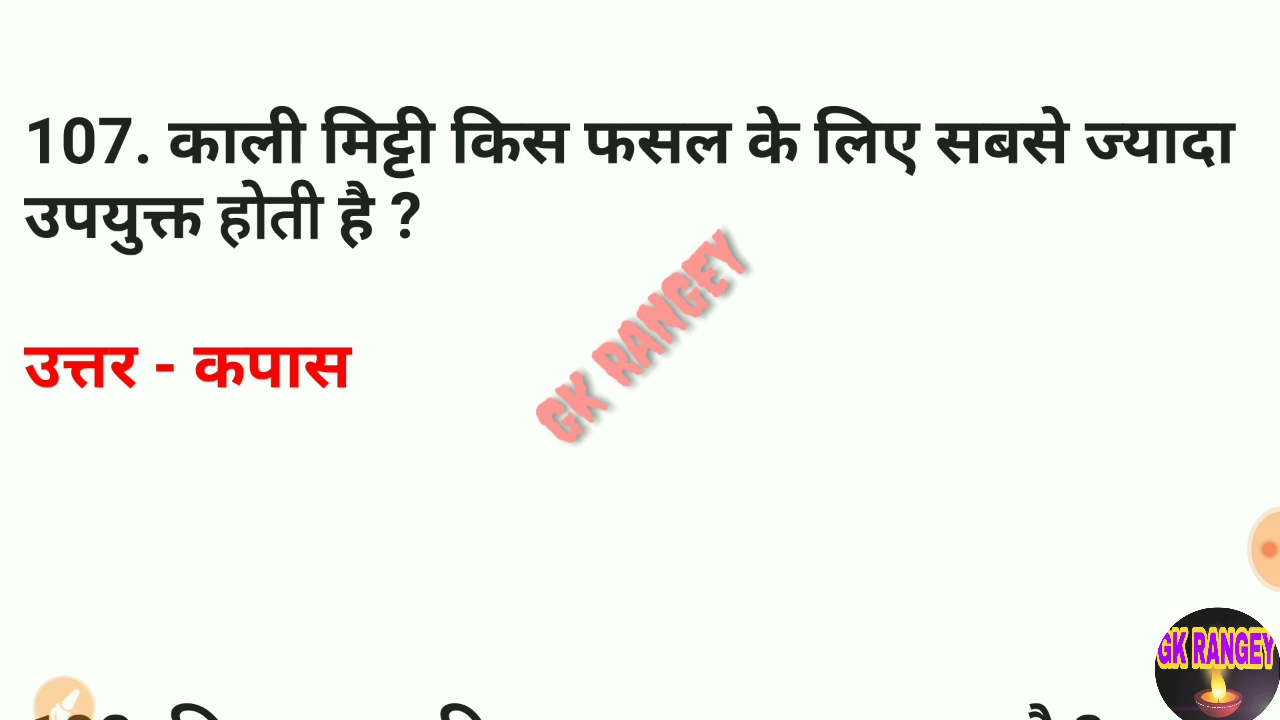 107. काली मिट्टी किस फसल के लिए सबसे ज्यादा
उपयुक्त होती है ?
उत्तर - कपास
GK RANGEY
GK RANGEY